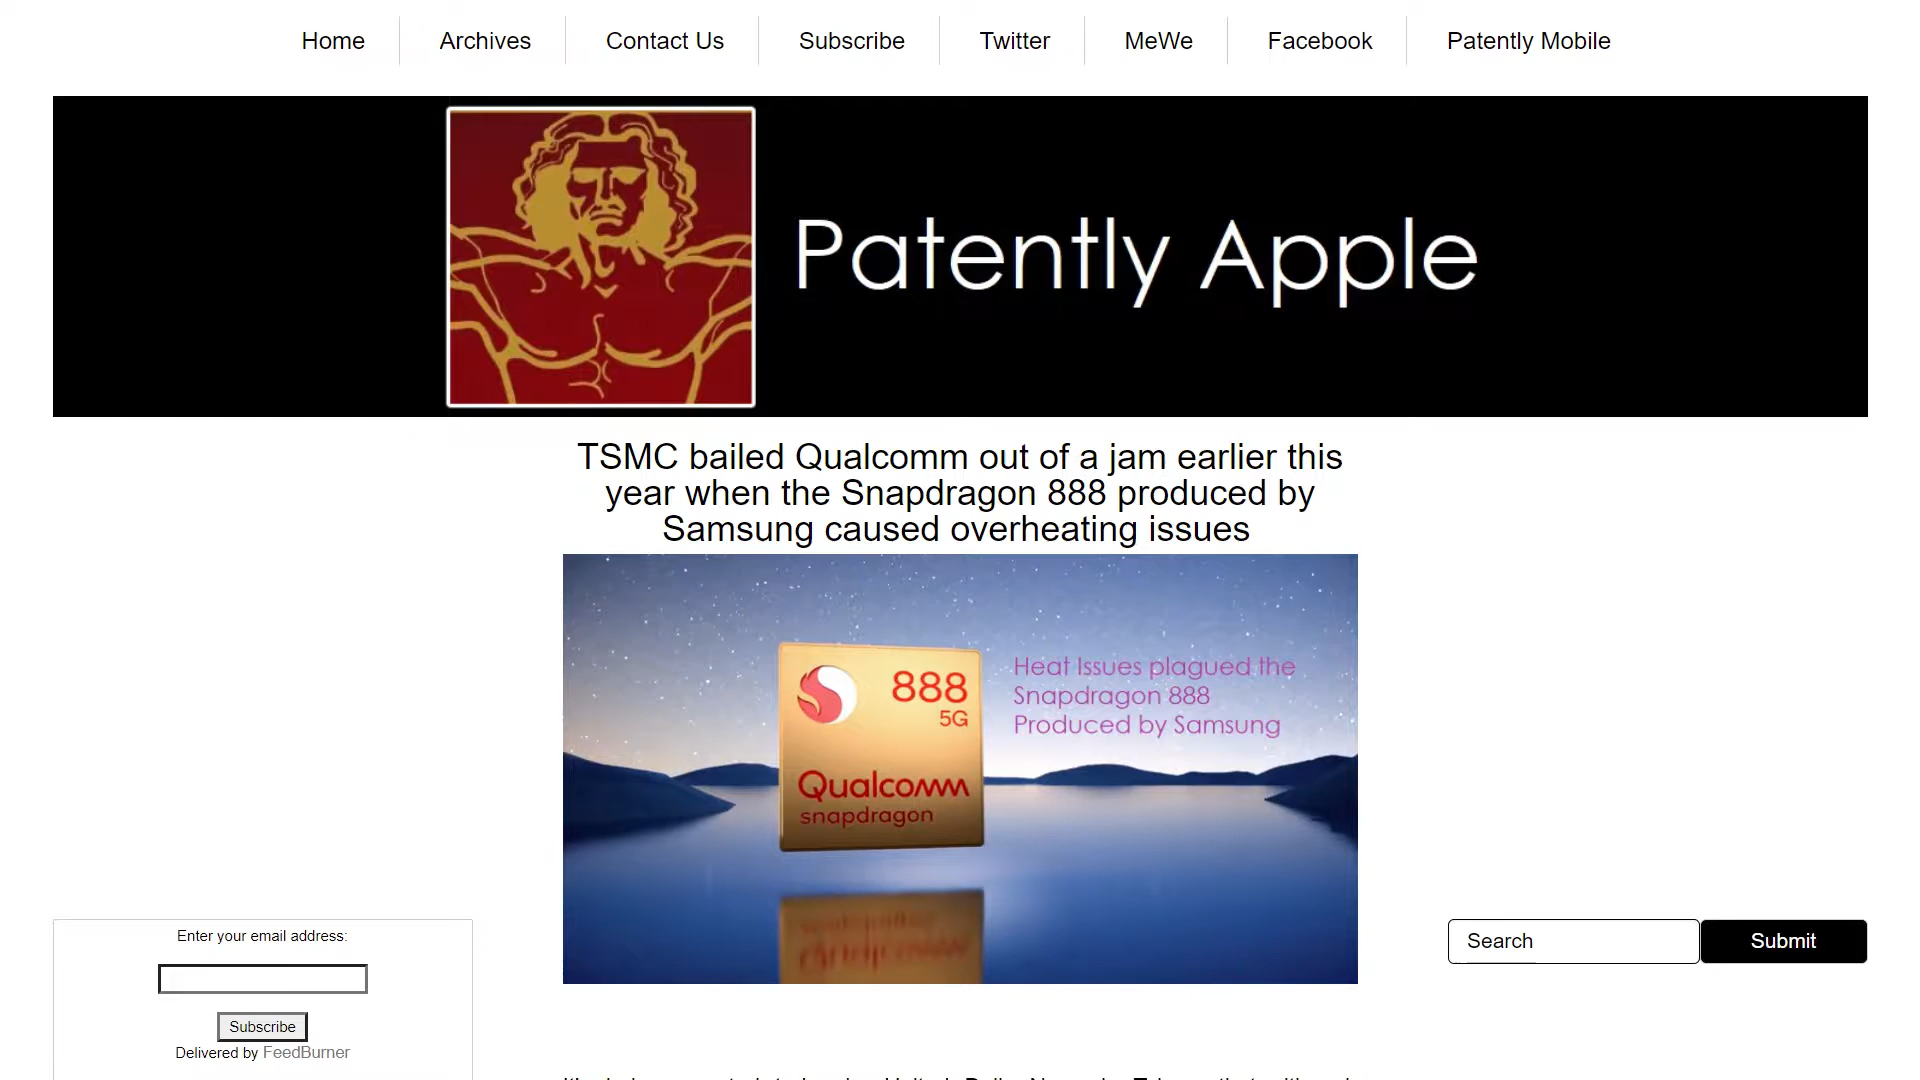 Home
Archives
Contact Us
Subscribe
Twitter
MeWe
Facebook
Patently Mobile
Patently Apple
TSMC bailed Qualcomm out of a jam earlier this
year when the Snapdragon 888 produced by
Samsung caused overheating issues
888
5G
Qualcomm
snapdragon
Heat Issues plagued the
Snapdragon 888
Produced by Samsung
Enter your email address:
Subscribe
Delivered by FeedBurner
Search
Submit